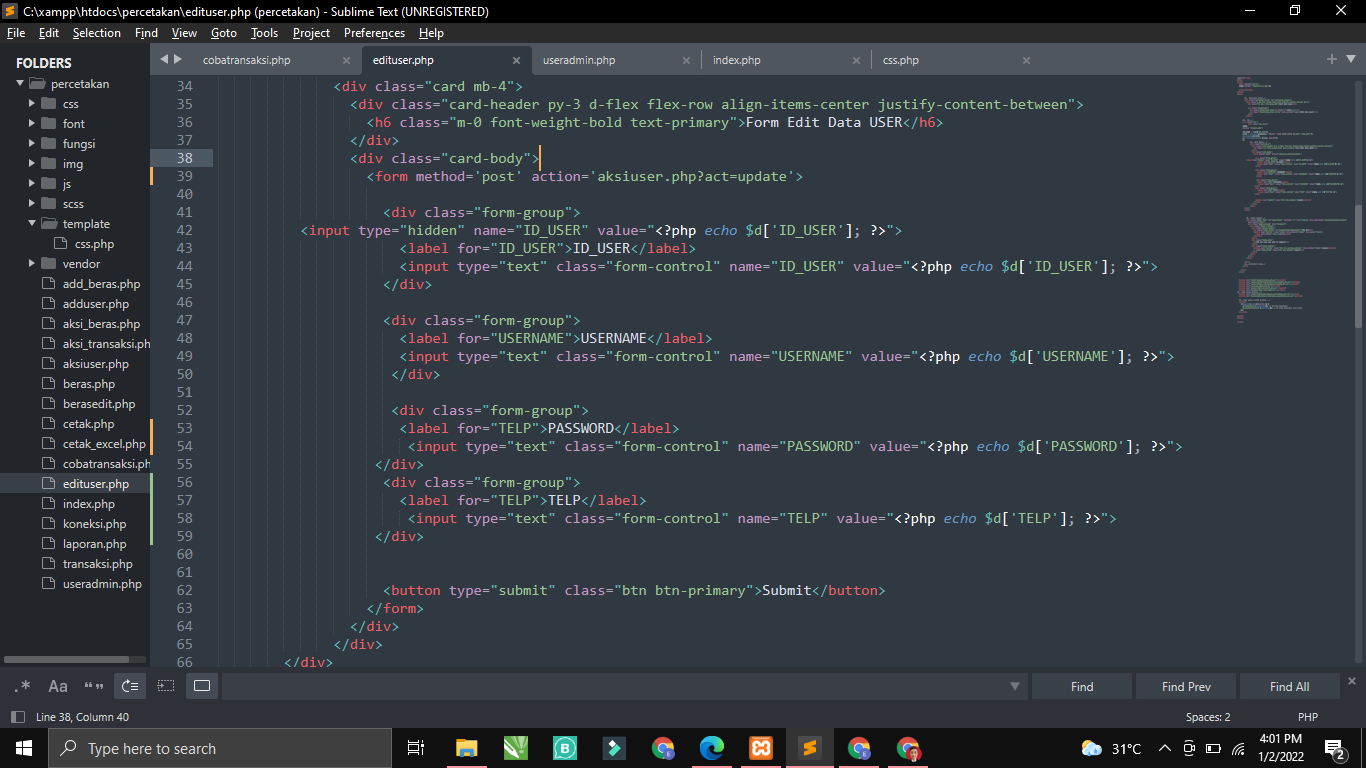 C:\xampp\htdocs\percetakan\edituser.php (percetakan) - Sublime Text (UNREGISTERED)
File Edit Selection Find View Goto Tools Project Preferences Help
FOLDERS
percetakan
css
font
fungsi
img
js
scss
template
css.php
vendor
add_beras.php
adduser.php
aksi_beras.php
aksi_transaksi.ph
aksiuser.php
beras.php
berasedit.php
cetak.php
cetak_excel.php
cobatransaksi.ph
edituser.php
index.php
koneksi.php
laporan.php
transaksi.php
useradmin.php
cobatransaksi.php edituser.php useradmin.php index.php css.php
34 <div class="card mb-4">
35 <div class="card-header py-3 d-flex flex-row align-items-center justify-content-between">
36 <h6 class="m-0 font-weight-bold text-primary">Form Edit Data USER</h6>
37 </div>
38 <div class="card-body">
39 <form method='post' action='aksiuser.php?act=update'>
40
41 <div class="form-group">
42 <input type="hidden" name="ID_USER" value="<?php echo $d['ID_USER']; ?>">
43 <label for="ID_USER">ID_USER</label>
44 <input type="text" class="form-control" name="ID_USER" value="<?php echo $d['ID_USER']; ?>">
45 </div>
46
47 <div class="form-group">
48 <label for="USERNAME">USERNAME</label>
49 <input type="text" class="form-control" name="USERNAME" value="<?php echo $d['USERNAME']; ?>">
50 </div>
51
52 <div class="form-group">
53 <label for="TELP">PASSWORD</label>
54 <input type="text" class="form-control" name="PASSWORD" value="<?php echo $d['PASSWORD']; ?>">
55 </div>
56 <div class="form-group">
57 <label for="TELP">TELP</label>
58 <input type="text" class="form-control" name="TELP" value="<?php echo $d['TELP']; ?>">
59 </div>
60
61
62 <button type="submit" class="btn btn-primary">Submit</button>
63 </form>
64 </div>
65 </div>
66 </div>
.* Aa “” Find Find Prev Find All
Line 38, Column 40 Spaces: 2 PHP
Type here to search
31°C
4:01 PM
1/2/2022
2